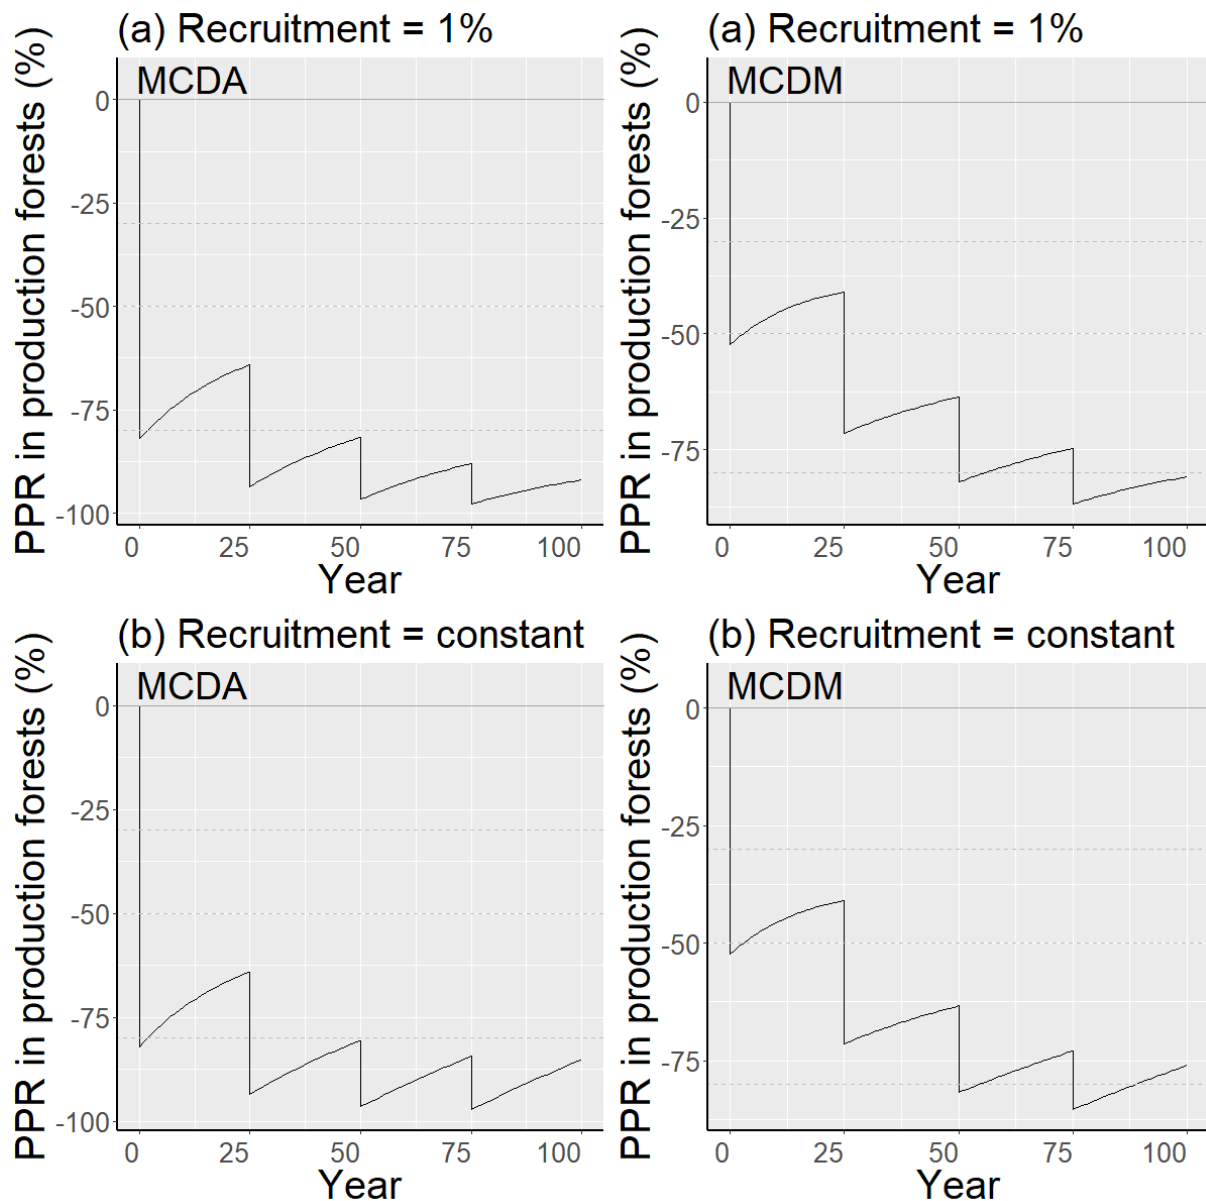 (a) Recruitment = 1%
MCDA
PPR in production forests (%)
0
-25
-50
-75
-100
0 25 50 75 100
Year
(a) Recruitment = 1%
MCDM
PPR in production forests (%)
0
-25
-50
-75
0 25 50 75 100
Year
(b) Recruitment = constant
MCDA
PPR in production forests (%)
0
-25
-50
-75
-100
0 25 50 75 100
Year
(b) Recruitment = constant
MCDM
PPR in production forests (%)
0
-25
-50
-75
0 25 50 75 100
Year